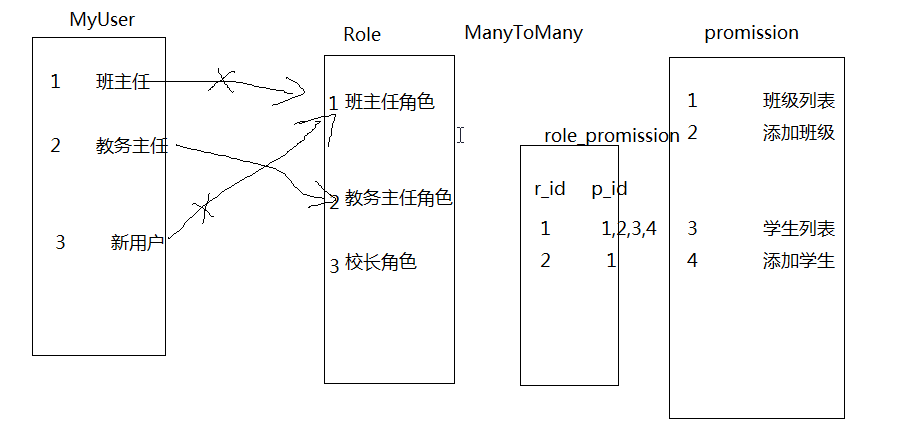 MyUser
1 班主任
2 教务主任
3 新用户
Role
1 班主任角色
2 教务主任角色
3 校长角色
ManyToMany
role_promission
r_id p_id
1 1,2,3,4
2 1
promission
1 班级列表
2 添加班级
3 学生列表
4 添加学生